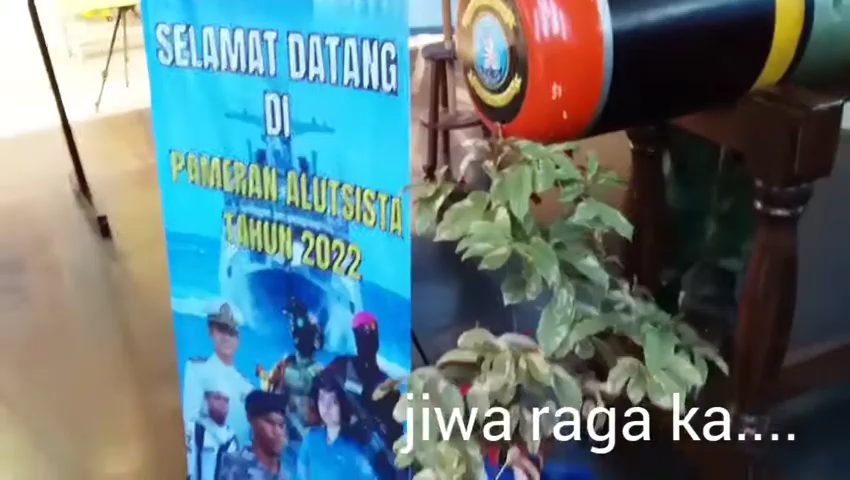 SELAMAT DATANG
DI
PAMERAN ALUTSISTA
TAHUN 2022
jiwa raga ka....